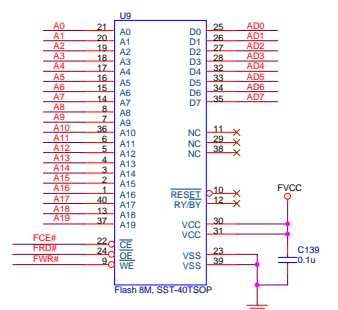 U9
A0 21 A0 D0 25 AD0
A1 20 A1 D1 26 AD1
A2 19 A2 D2 27 AD2
A3 18 A3 D3 28 AD3
A4 17 A4 D4 32 AD4
A5 16 A5 D5 33 AD5
A6 15 A6 D6 34 AD6
A7 14 A7 D7 35 AD7
A8 8 A8
A9 7 A9
A10 36 A10 NC 11
A11 6 A11 NC 29
A12 5 A12 NC 38
A13 4 A13
A14 3 A14
A15 2 A15
A16 1 A16 RESET 10
A17 40 A17 RY/BY 12
A18 13 A18
A19 37 A19
FVCC
VCC 30
VCC 31
FCE# 22 CE VSS 23
FRD# 24 OE VSS 39
FWR# 9 WE
C139
0.1u
Flash 8M, SST-40TSOP